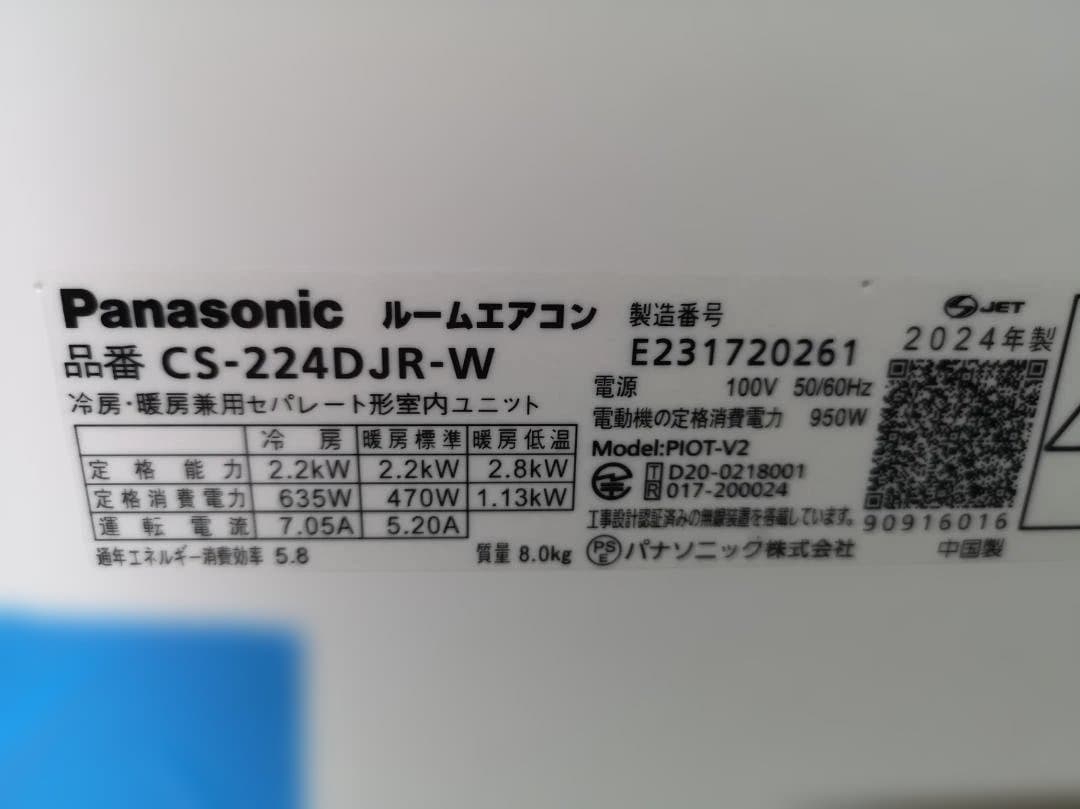 Panasonic ルームエアコン
品番 CS-224DJR-W
冷房・暖房兼用セパレート形室内ユニット
冷房 暖房標準 暖房低温
定格能力 2.2kW 2.2kW 2.8kW
定格消費電力 635W 470W 1.13kW
運転電流 7.05A 5.20A
通年エネルギー消費効率 5.8 質量 8.0kg
製造番号
E231720261
電源 100V 50/60Hz
電動機の定格消費電力 950W
Model:PIOT-V2
T D20-0218001
R 017-200024
工事設計認証済みの無線装置を搭載しています。
PSE パナソニック株式会社
JET
2024年製
90916016
中国製